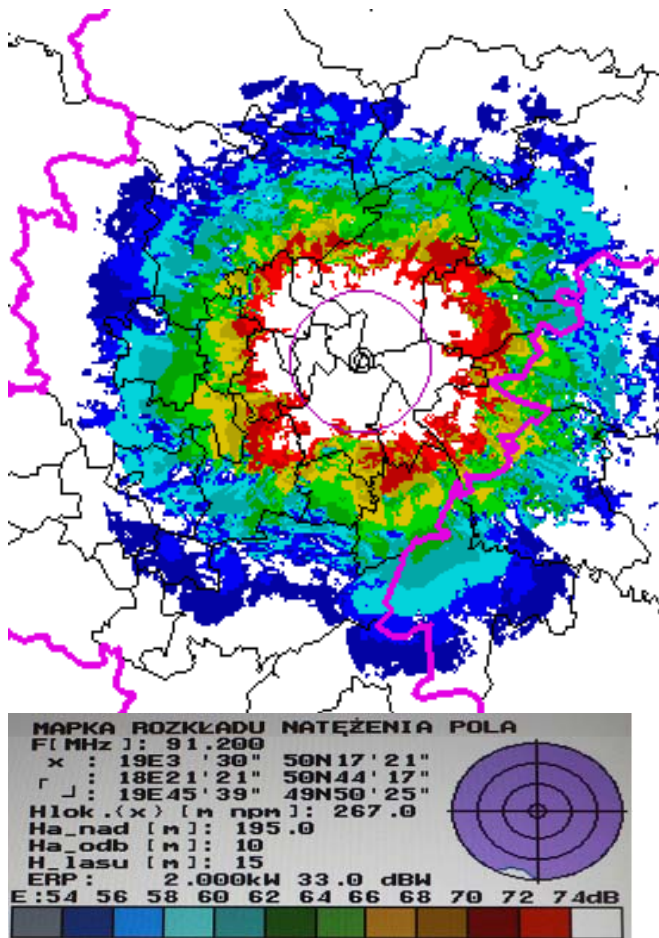 MAPKA ROZKŁADU NATĘŻENIA POLA
F[MHz]: 91.200
x : 19E3 '30" 50N17'21"
┌ : 18E21'21" 50N44'17"
┘: 19E45'39" 49N50'25"
Hlok.(x) [m npm]: 267.0
Ha_nad [m]: 195.0
Ha_odb [m]: 10
H_lasu [m]: 15
ERP: 2.000kW 33.0 dBW
E:54 56 58 60 62 64 66 68 70 72 74dB